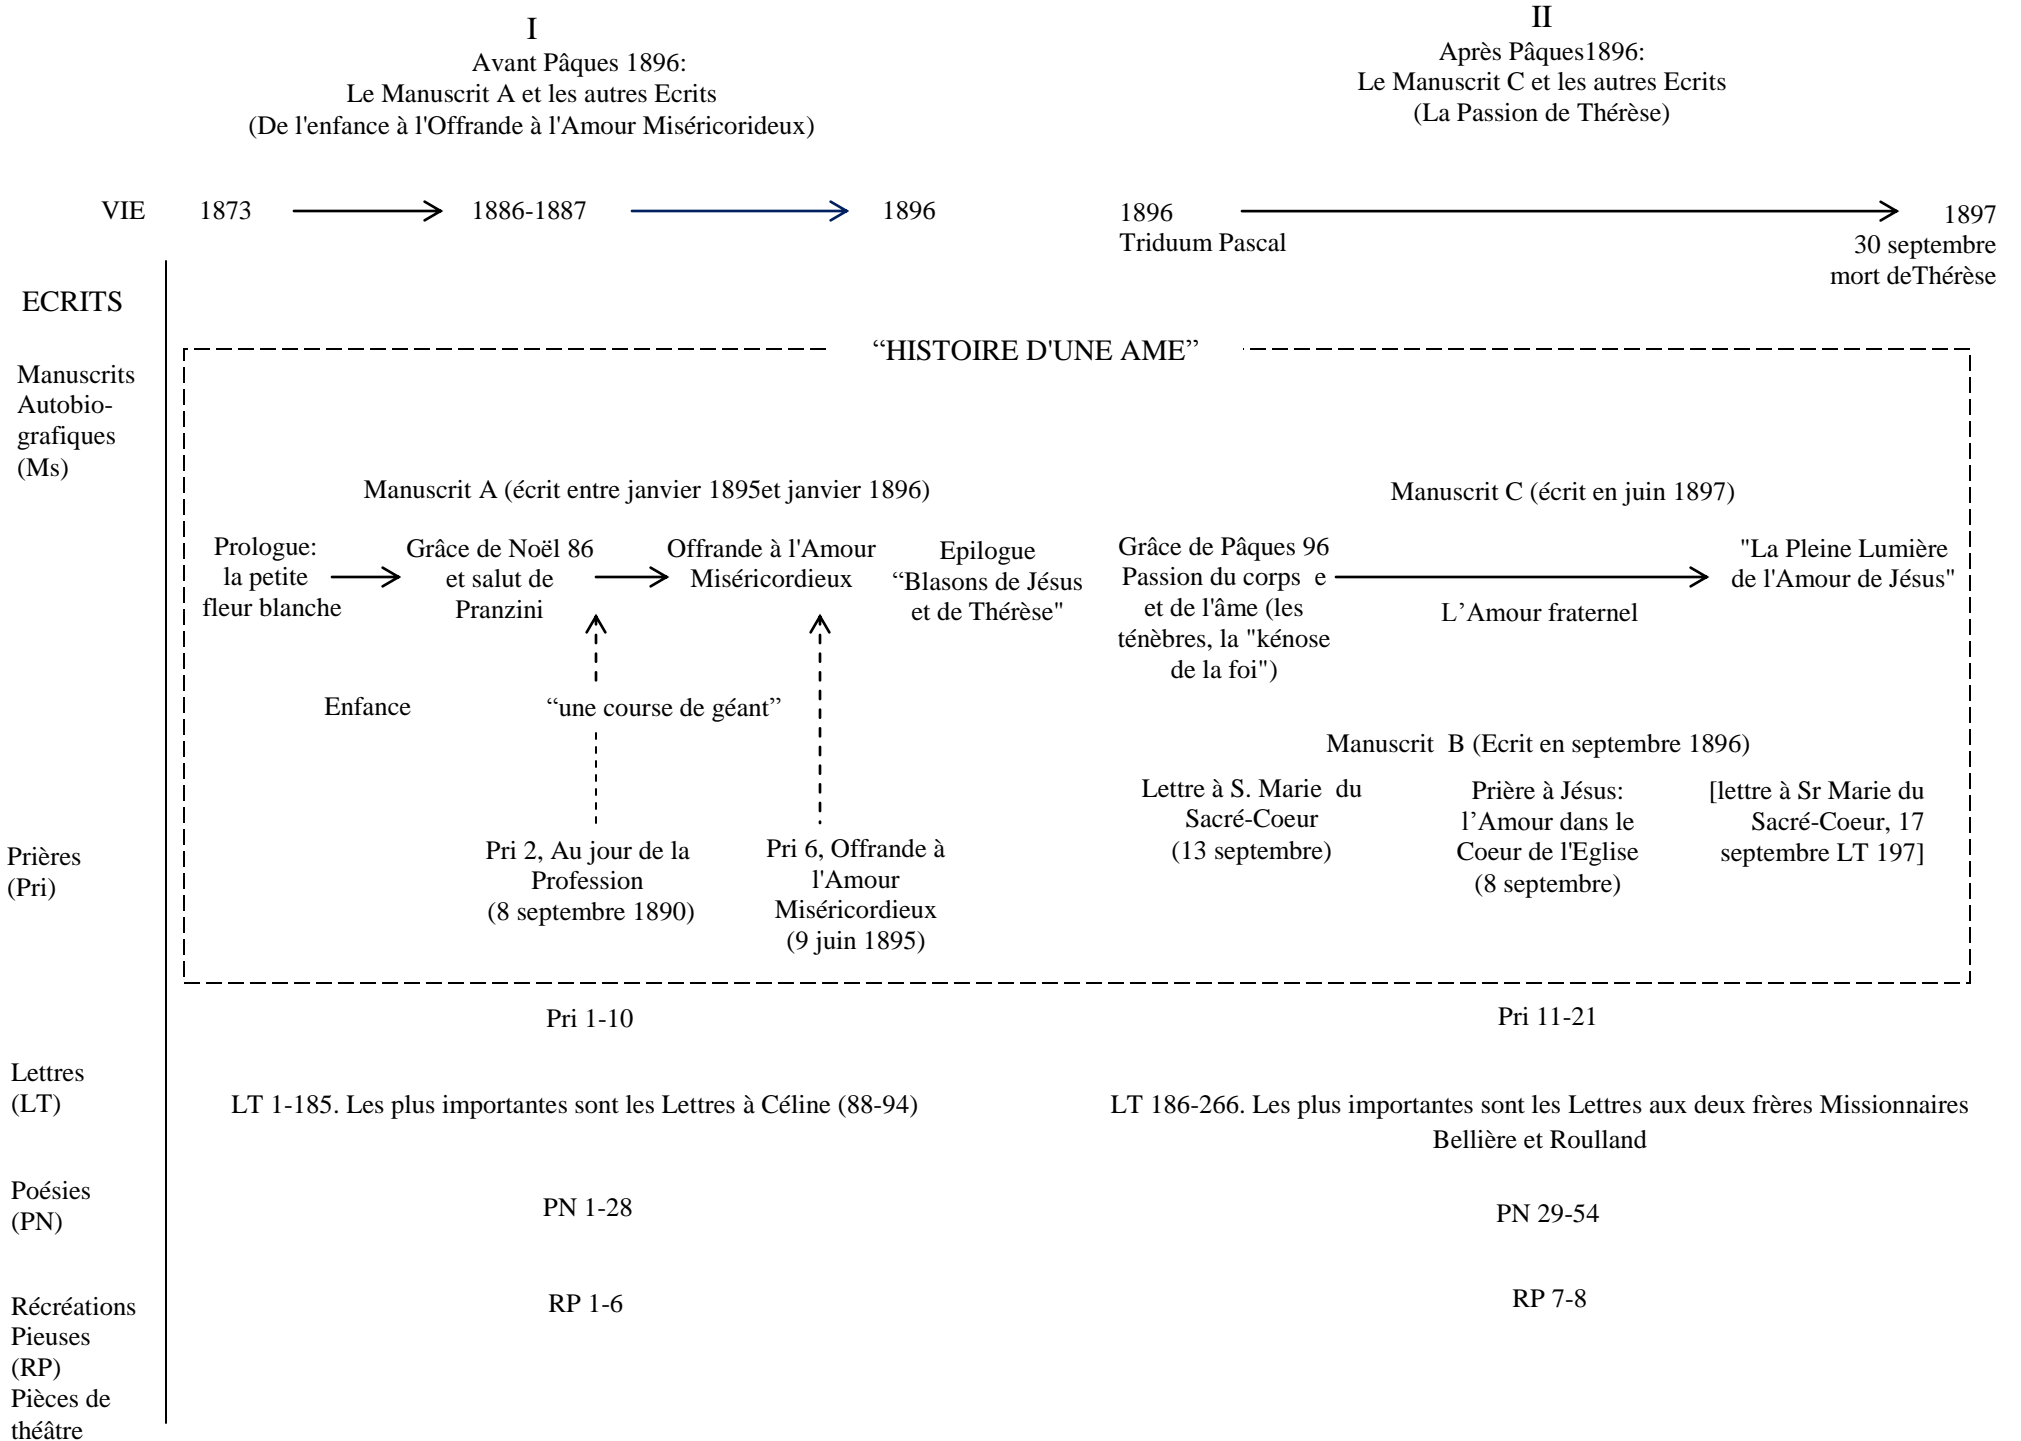 I
Avant Pâques 1896:
Le Manuscrit A et les autres Ecrits
(De l'enfance à l'Offrande à l'Amour Miséricorideux)
II
Après Pâques1896:
Le Manuscrit C et les autres Ecrits
(La Passion de Thérèse)
VIE
1873
1886-1887
1896
1896
Triduum Pascal
1897
30 septembre
mort deThérèse
ECRITS
“HISTOIRE D'UNE AME”
Manuscrits
Autobio-
grafiques
(Ms)
Manuscrit A (écrit entre janvier 1895et janvier 1896)
Prologue:
la petite
fleur blanche
Grâce de Noël 86
et salut de
Pranzini
Offrande à l'Amour
Miséricordieux
Epilogue
“Blasons de Jésus
et de Thérèse"
Enfance
“une course de géant”
Manuscrit C (écrit en juin 1897)
Grâce de Pâques 96
Passion du corps e
et de l'âme (les
ténèbres, la "kénose
de la foi")
L’Amour fraternel
"La Pleine Lumière
de l'Amour de Jésus"
Manuscrit B (Ecrit en septembre 1896)
Lettre à S. Marie du
Sacré-Coeur
(13 septembre)
Prière à Jésus:
l’Amour dans le
Coeur de l'Eglise
(8 septembre)
[lettre à Sr Marie du
Sacré-Coeur, 17
septembre LT 197]
Prières
(Pri)
Pri 2, Au jour de la
Profession
(8 septembre 1890)
Pri 6, Offrande à
l'Amour
Miséricordieux
(9 juin 1895)
Pri 1-10
Pri 11-21
Lettres
(LT)
LT 1-185. Les plus importantes sont les Lettres à Céline (88-94)
LT 186-266. Les plus importantes sont les Lettres aux deux frères Missionnaires
Bellière et Roulland
Poésies
(PN)
PN 1-28
PN 29-54
Récréations
Pieuses
(RP)
Pièces de
théâtre
RP 1-6
RP 7-8